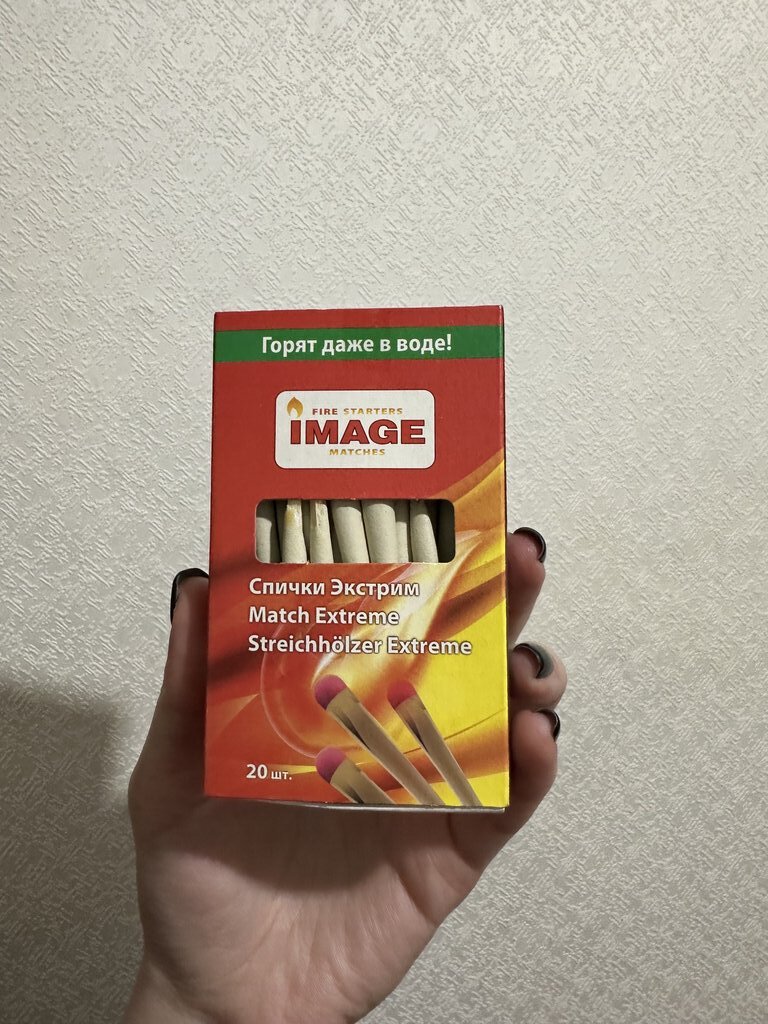 Горят даже в воде!
FIRE STARTERS
IMAGE
MATCHES
Спички Экстрим
Match Extreme
Streichhölzer Extreme
20 шт.